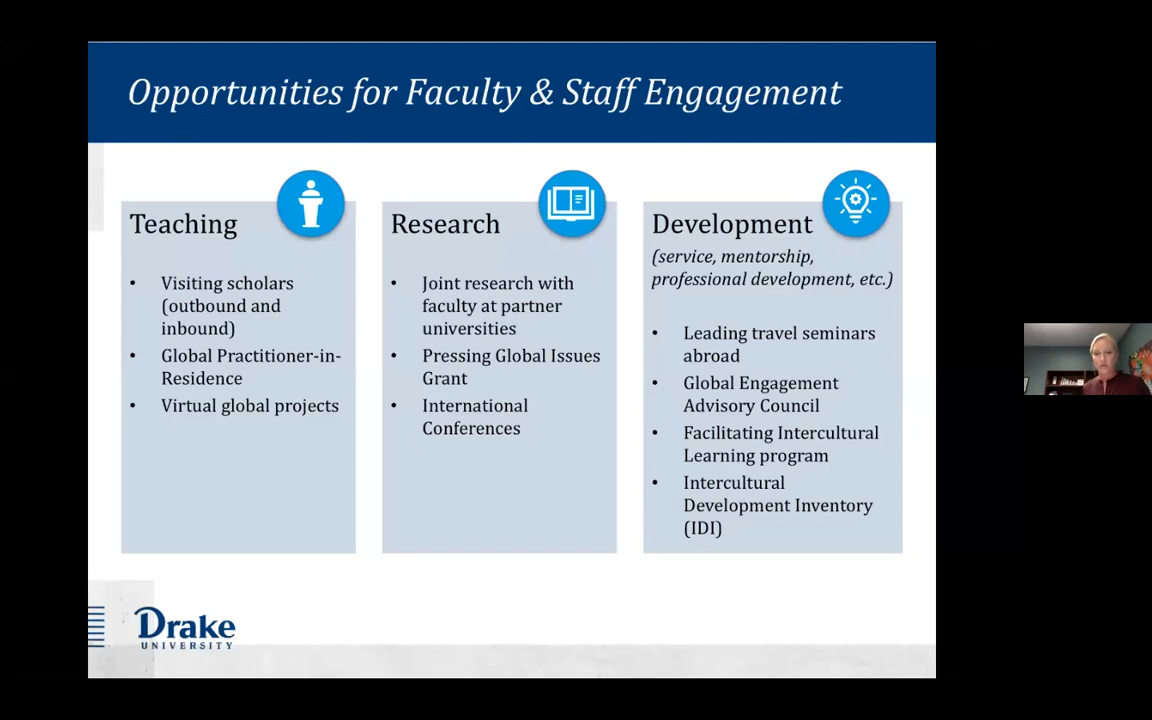 Opportunities for Faculty & Staff Engagement
Teaching
• Visiting scholars
(outbound and
inbound)
• Global Practitioner-in-
Residence
• Virtual global projects
Research
• Joint research with
faculty at partner
universities
• Pressing Global Issues
Grant
• International
Conferences
Development
(service, mentorship,
professional development, etc.)
• Leading travel seminars
abroad
• Global Engagement
Advisory Council
• Facilitating Intercultural
Learning program
• Intercultural
Development Inventory
(IDI)
Drake
UNIVERSITY